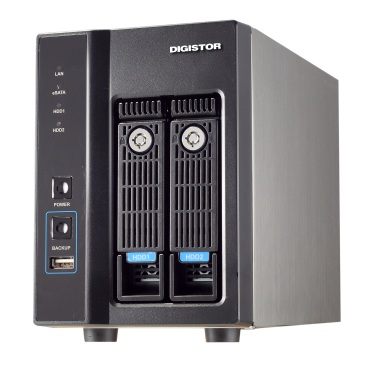 DIGISTOR
LAN
eSATA
HDD1
HDD2
POWER
BACKUP
HDD1
HDD2